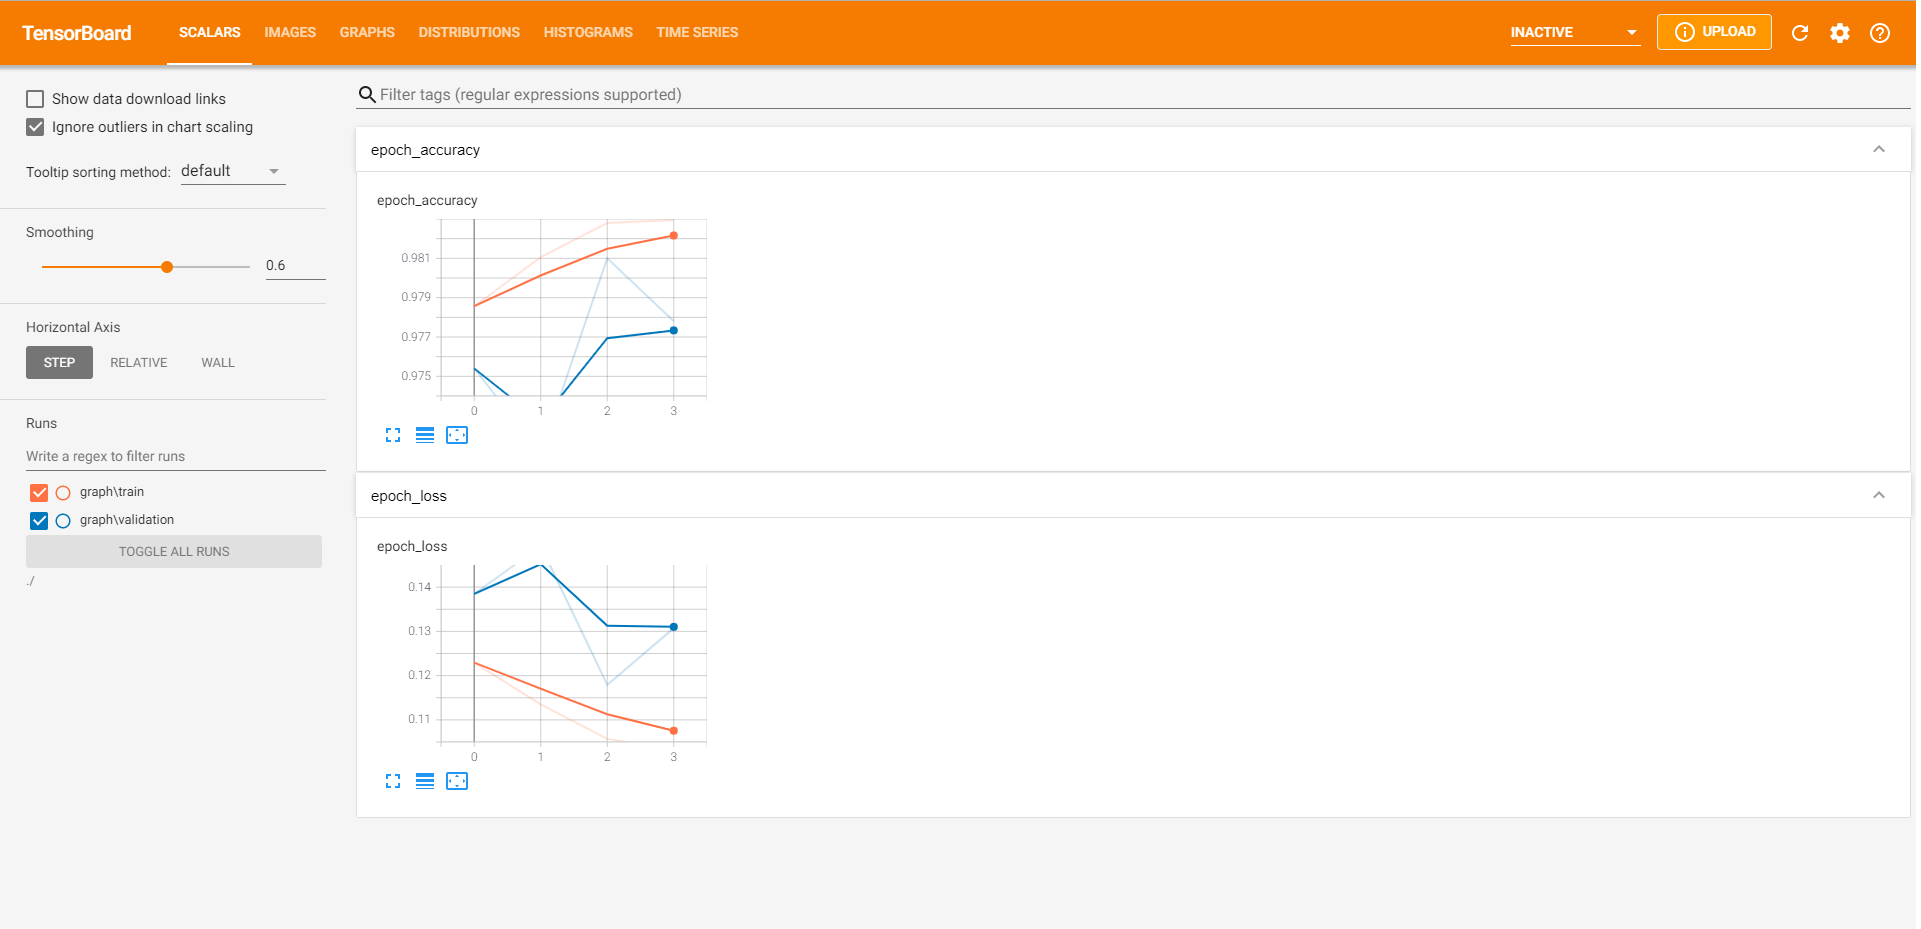 TensorBoard SCALARS IMAGES GRAPHS DISTRIBUTIONS HISTOGRAMS TIME SERIES INACTIVE UPLOAD
Show data download links
Ignore outliers in chart scaling
Tooltip sorting method: default
Smoothing
0.6
Horizontal Axis
STEP RELATIVE WALL
Runs
Write a regex to filter runs
graph\train
graph\validation
TOGGLE ALL RUNS
./
Filter tags (regular expressions supported)
epoch_accuracy
epoch_accuracy
0.981
0.979
0.977
0.975
0 1 2 3
epoch_loss
epoch_loss
0.14
0.13
0.12
0.11
0 1 2 3